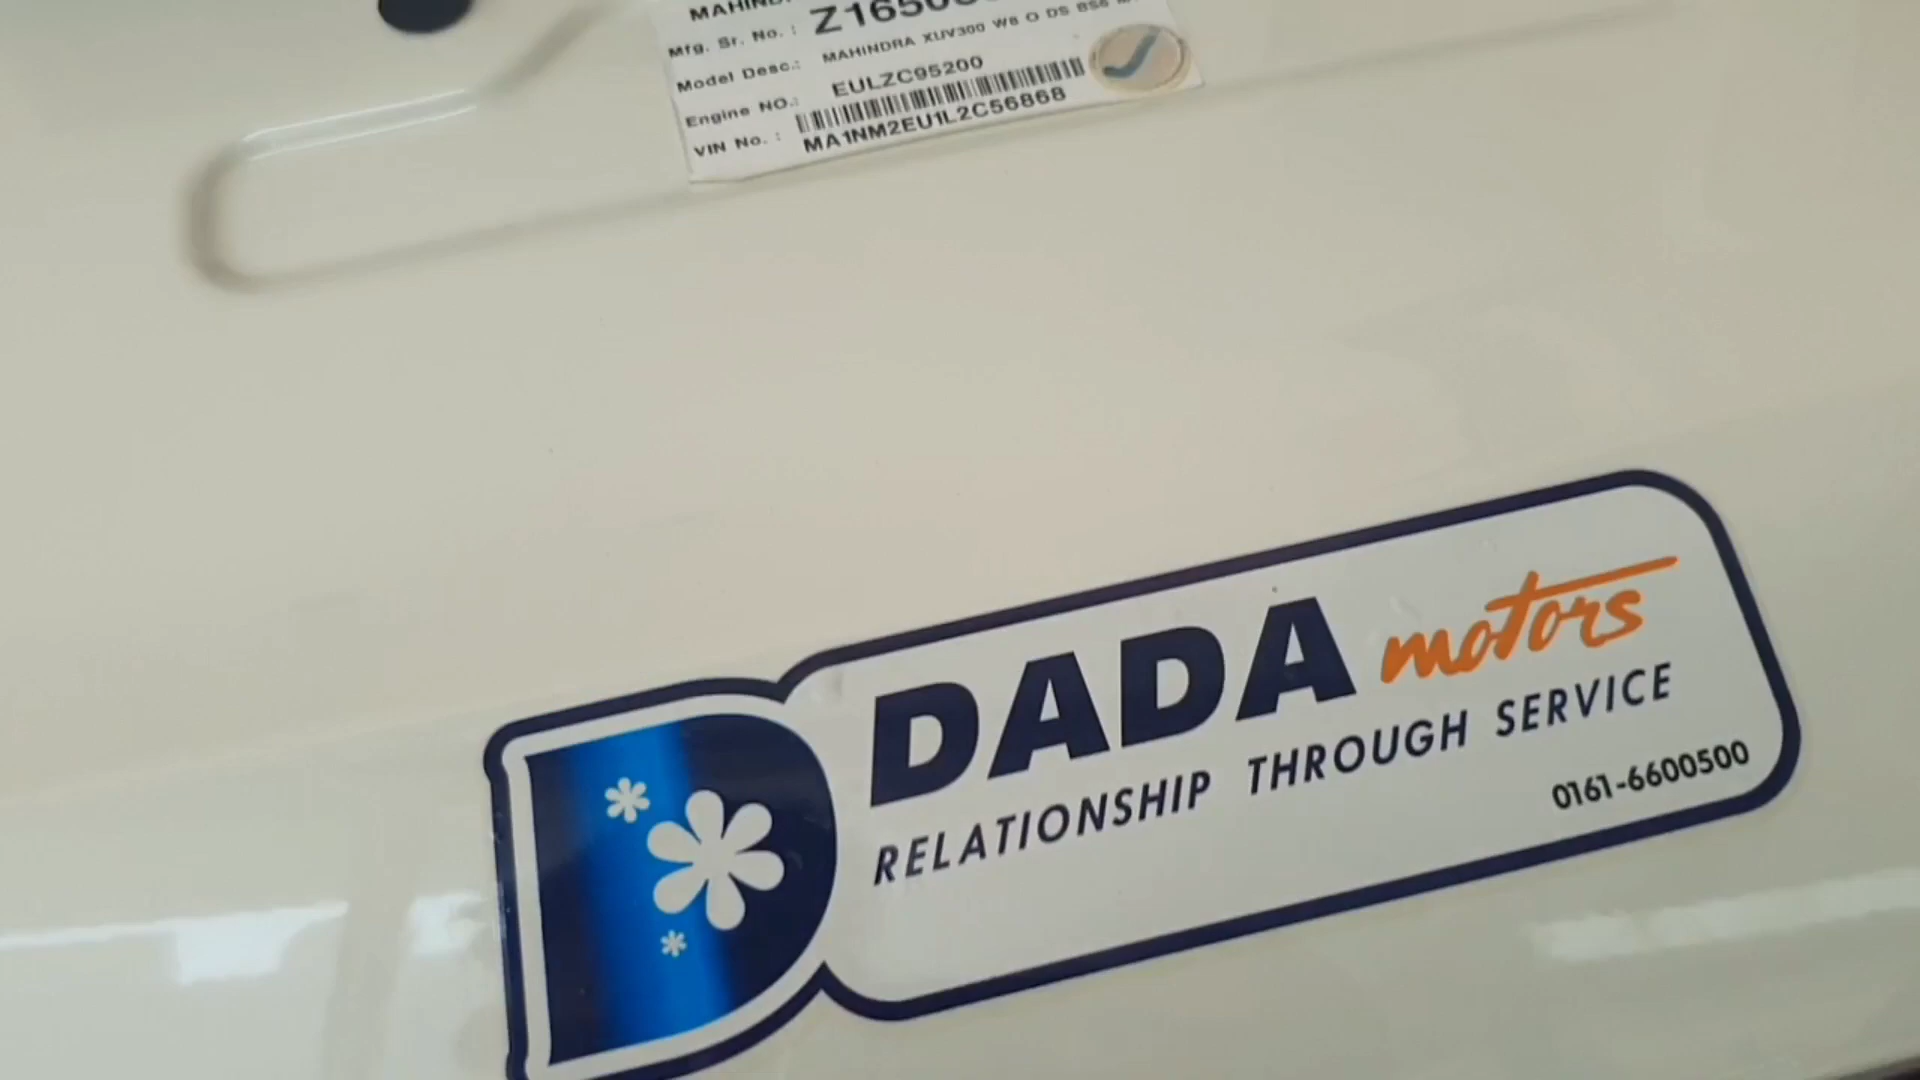 Mfg. Sr. No. :
Model Desc.: MAHINDRA XUV300 W8 O DS BS6
Engine NO.: EULZC95200
VIN No. : MA1NM2EU1L2C56868
DADA motors
RELATIONSHIP THROUGH SERVICE
0161-6600500